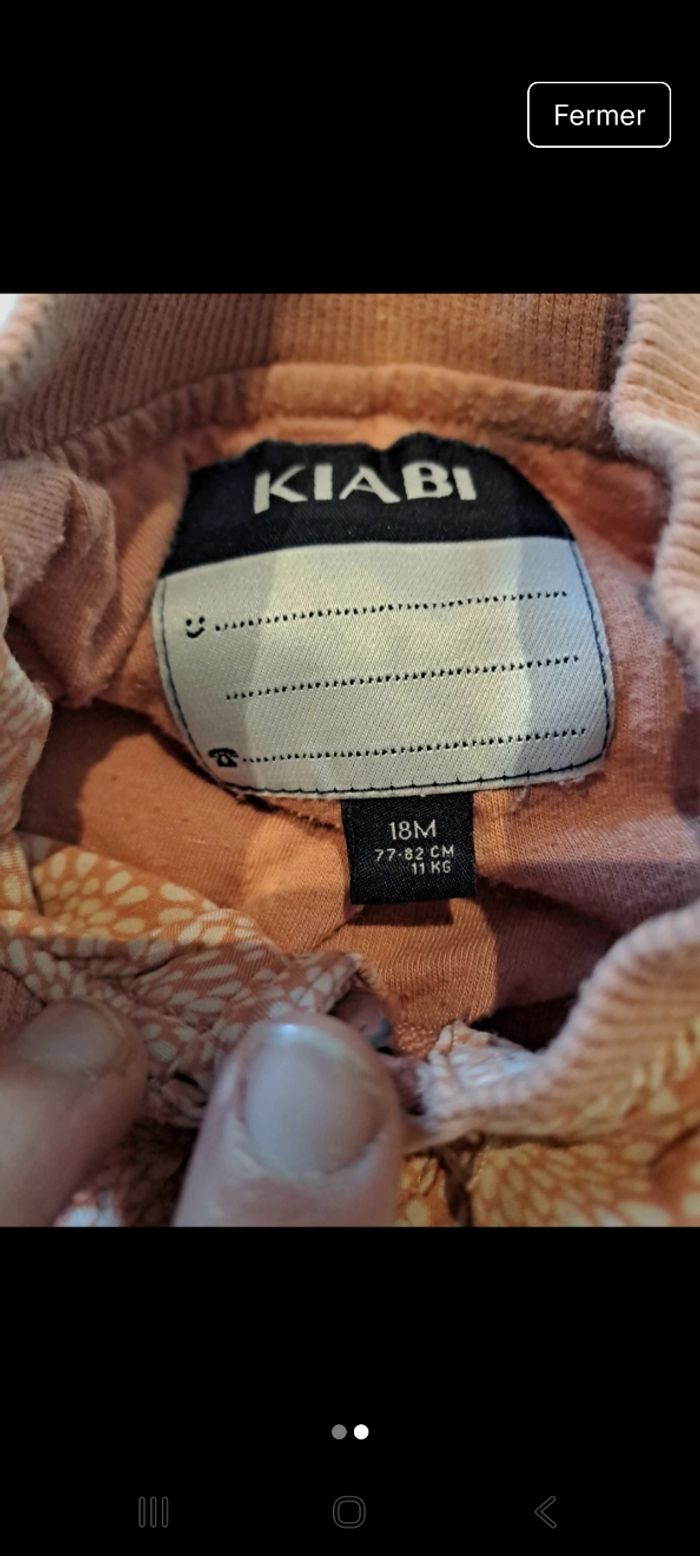 Fermer
KIABI
18M
77-82 CM
11 KG